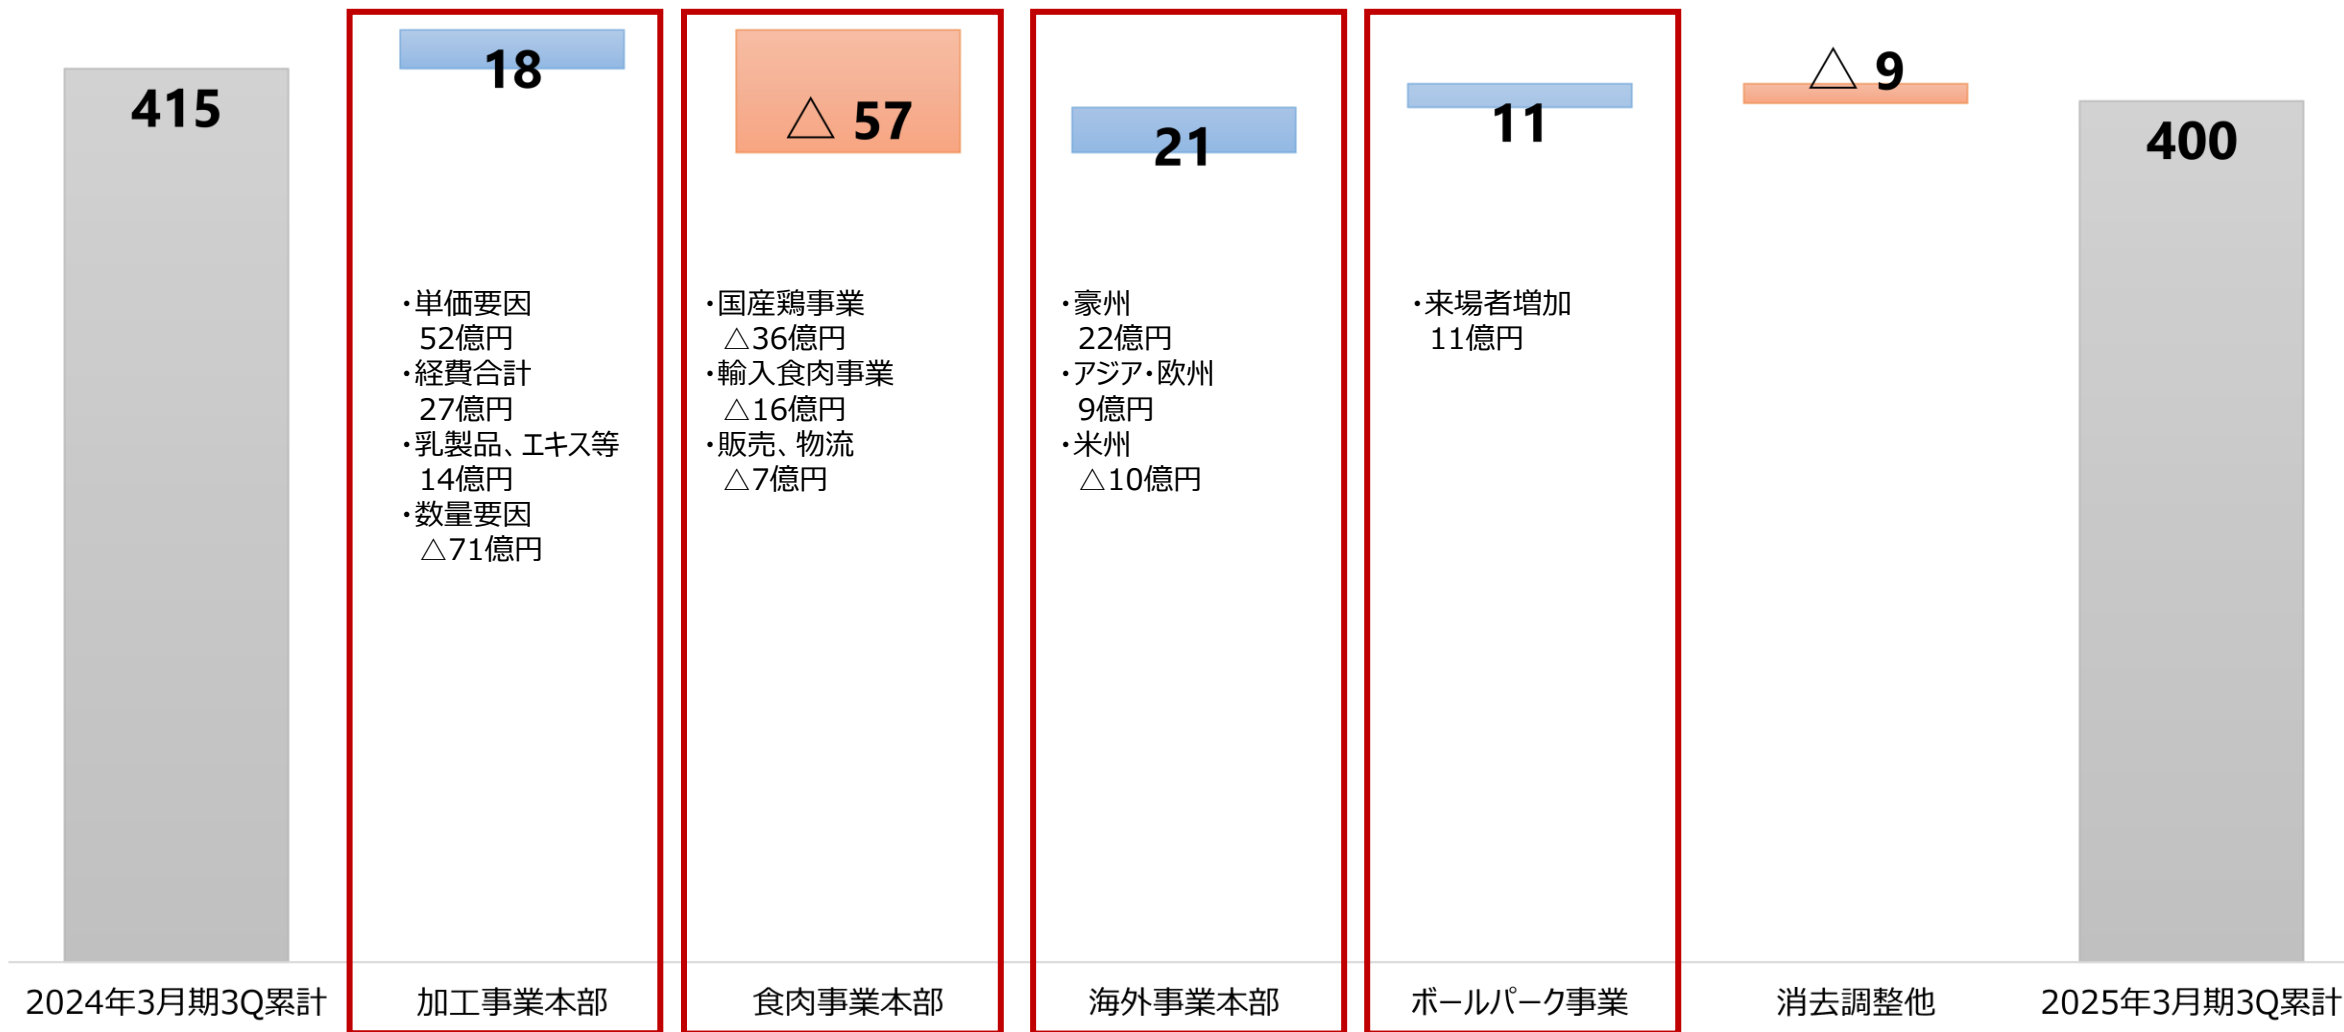 415
18
△ 57
21
11
△ 9
400
・単価要因
52億円
・経費合計
27億円
・乳製品、エキス等
14億円
・数量要因
△71億円
・国産鶏事業
△36億円
・輸入食肉事業
△16億円
・販売、物流
△7億円
・豪州
22億円
・アジア・欧州
9億円
・米州
△10億円
・来場者増加
11億円
2024年3月期3Q累計
加工事業本部
食肉事業本部
海外事業本部
ボールパーク事業
消去調整他
2025年3月期3Q累計